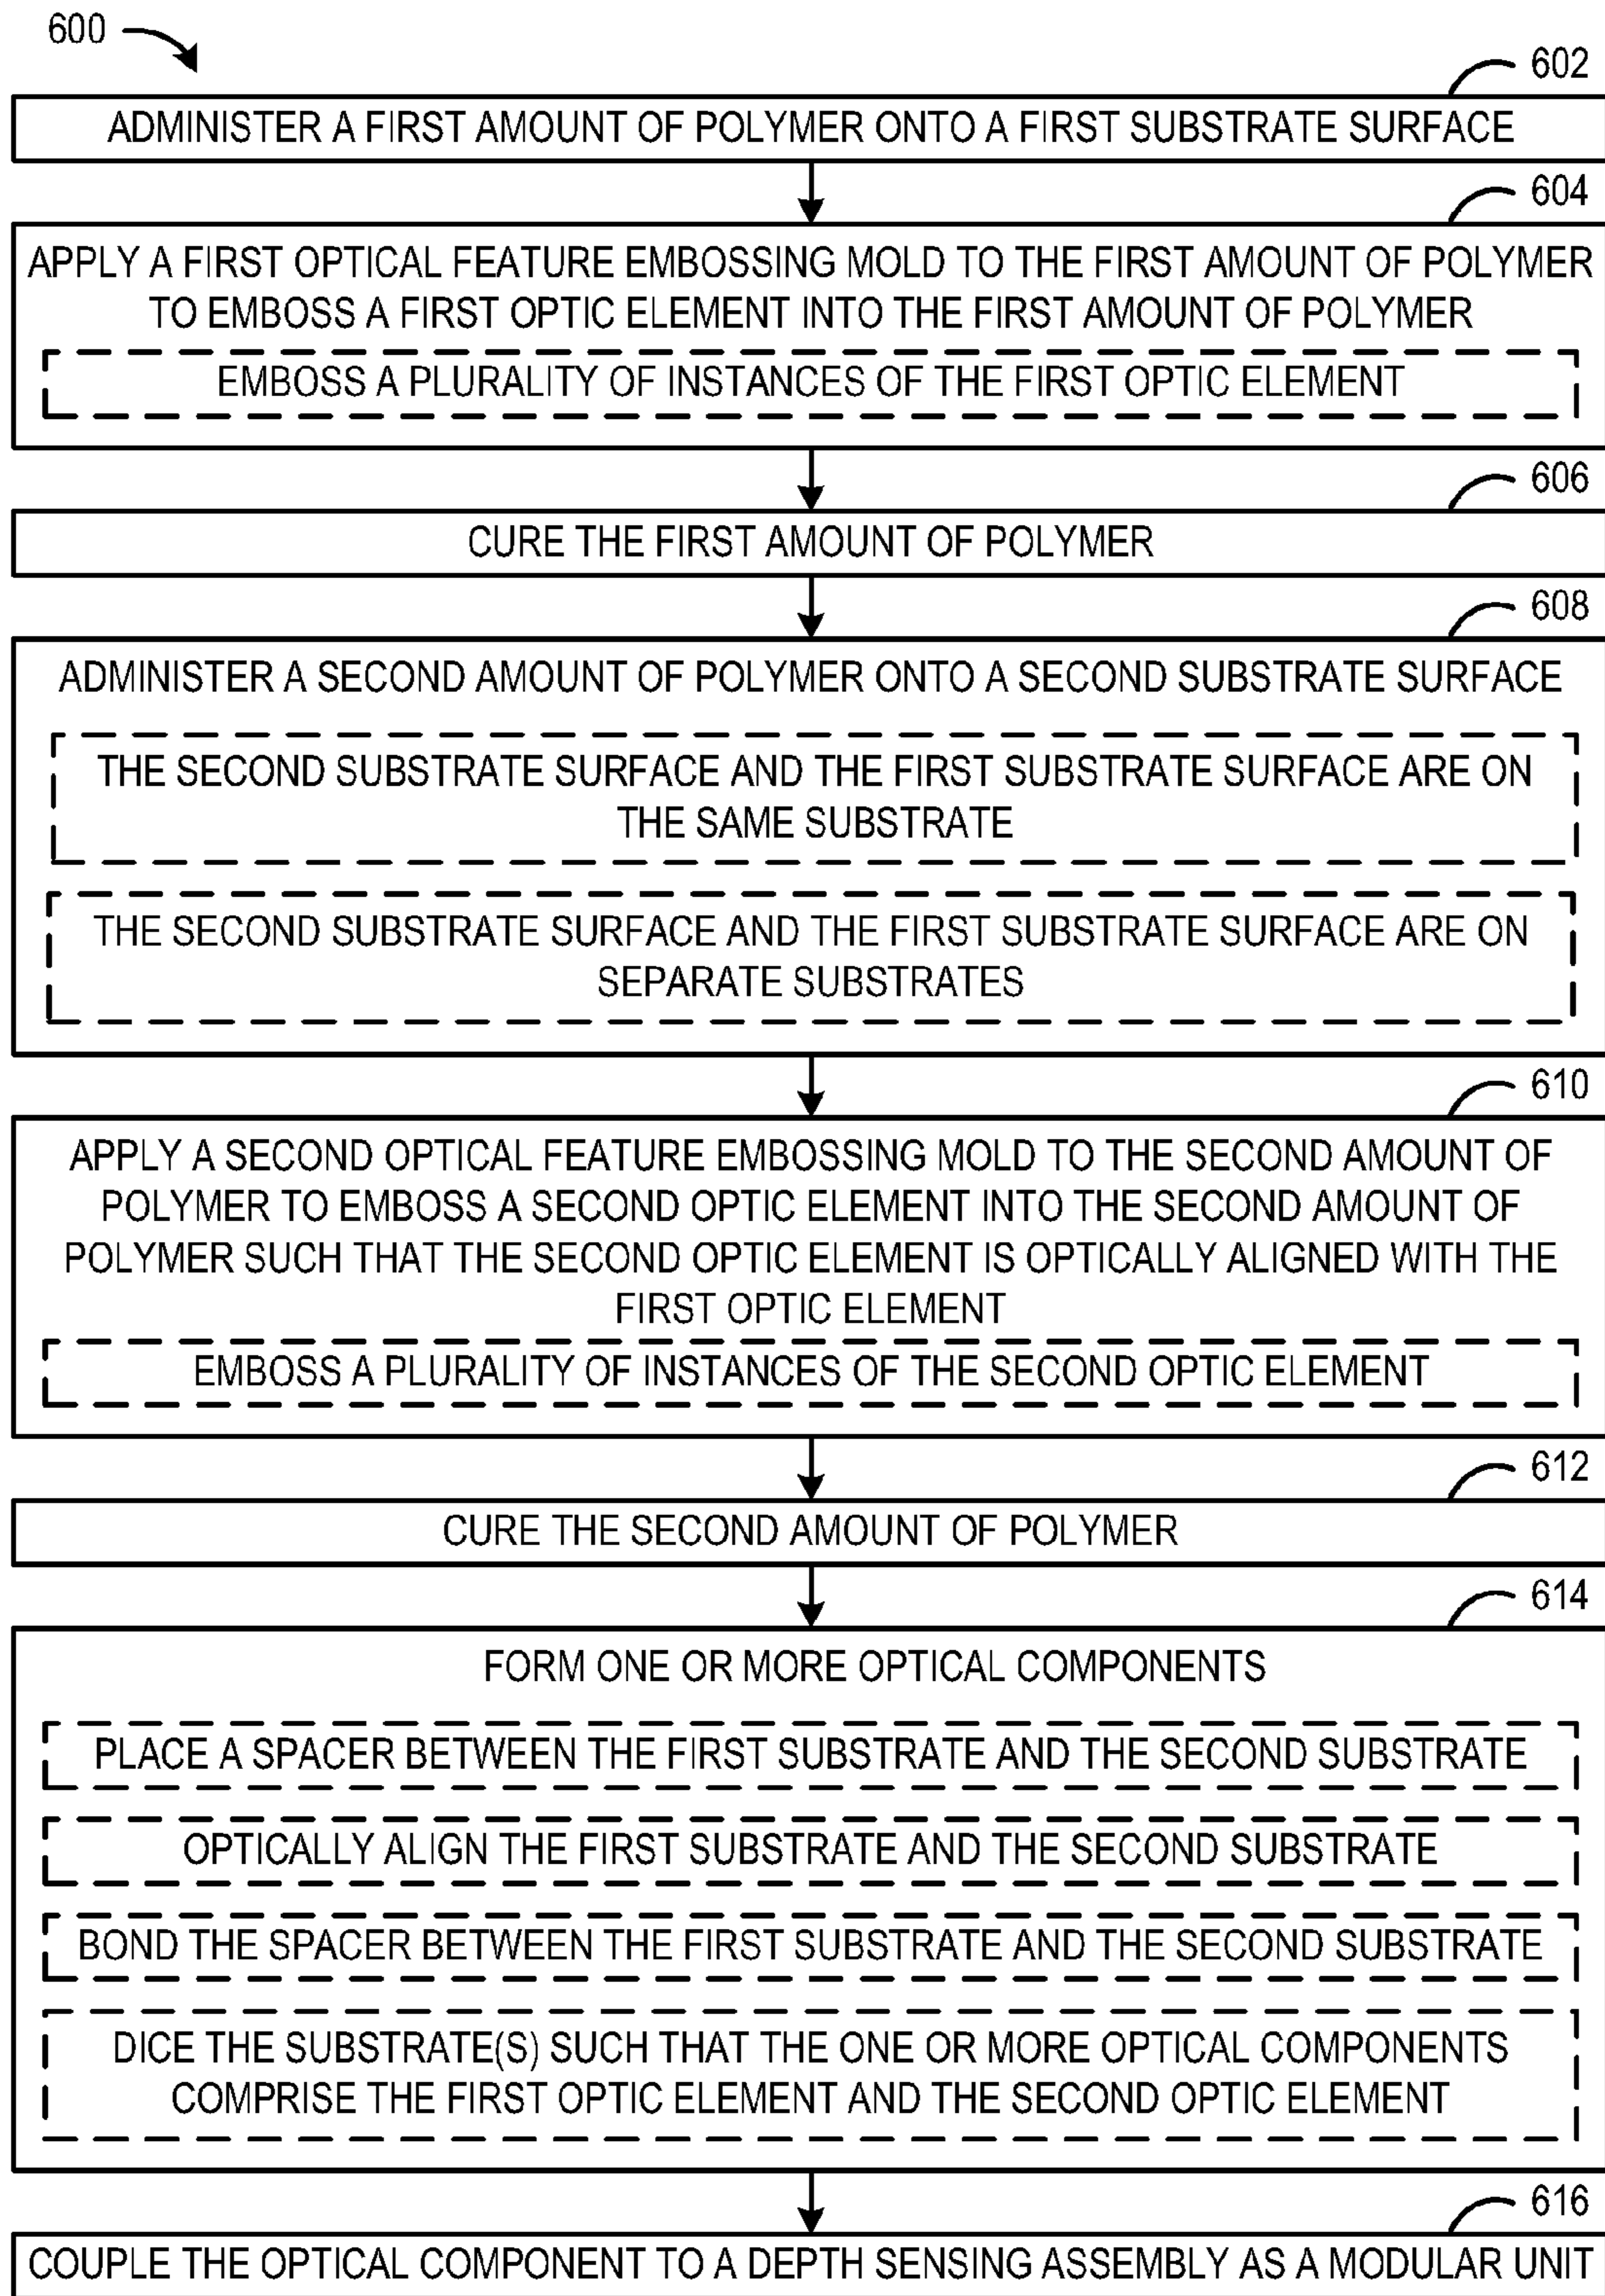 600
602
ADMINISTER A FIRST AMOUNT OF POLYMER ONTO A FIRST SUBSTRATE SURFACE
604
APPLY A FIRST OPTICAL FEATURE EMBOSSING MOLD TO THE FIRST AMOUNT OF POLYMER
TO EMBOSS A FIRST OPTIC ELEMENT INTO THE FIRST AMOUNT OF POLYMER
EMBOSS A PLURALITY OF INSTANCES OF THE FIRST OPTIC ELEMENT
606
CURE THE FIRST AMOUNT OF POLYMER
608
ADMINISTER A SECOND AMOUNT OF POLYMER ONTO A SECOND SUBSTRATE SURFACE
THE SECOND SUBSTRATE SURFACE AND THE FIRST SUBSTRATE SURFACE ARE ON
THE SAME SUBSTRATE
THE SECOND SUBSTRATE SURFACE AND THE FIRST SUBSTRATE SURFACE ARE ON
SEPARATE SUBSTRATES
610
APPLY A SECOND OPTICAL FEATURE EMBOSSING MOLD TO THE SECOND AMOUNT OF
POLYMER TO EMBOSS A SECOND OPTIC ELEMENT INTO THE SECOND AMOUNT OF
POLYMER SUCH THAT THE SECOND OPTIC ELEMENT IS OPTICALLY ALIGNED WITH THE
FIRST OPTIC ELEMENT
EMBOSS A PLURALITY OF INSTANCES OF THE SECOND OPTIC ELEMENT
612
CURE THE SECOND AMOUNT OF POLYMER
614
FORM ONE OR MORE OPTICAL COMPONENTS
PLACE A SPACER BETWEEN THE FIRST SUBSTRATE AND THE SECOND SUBSTRATE
OPTICALLY ALIGN THE FIRST SUBSTRATE AND THE SECOND SUBSTRATE
BOND THE SPACER BETWEEN THE FIRST SUBSTRATE AND THE SECOND SUBSTRATE
DICE THE SUBSTRATE(S) SUCH THAT THE ONE OR MORE OPTICAL COMPONENTS
COMPRISE THE FIRST OPTIC ELEMENT AND THE SECOND OPTIC ELEMENT
616
COUPLE THE OPTICAL COMPONENT TO A DEPTH SENSING ASSEMBLY AS A MODULAR UNIT